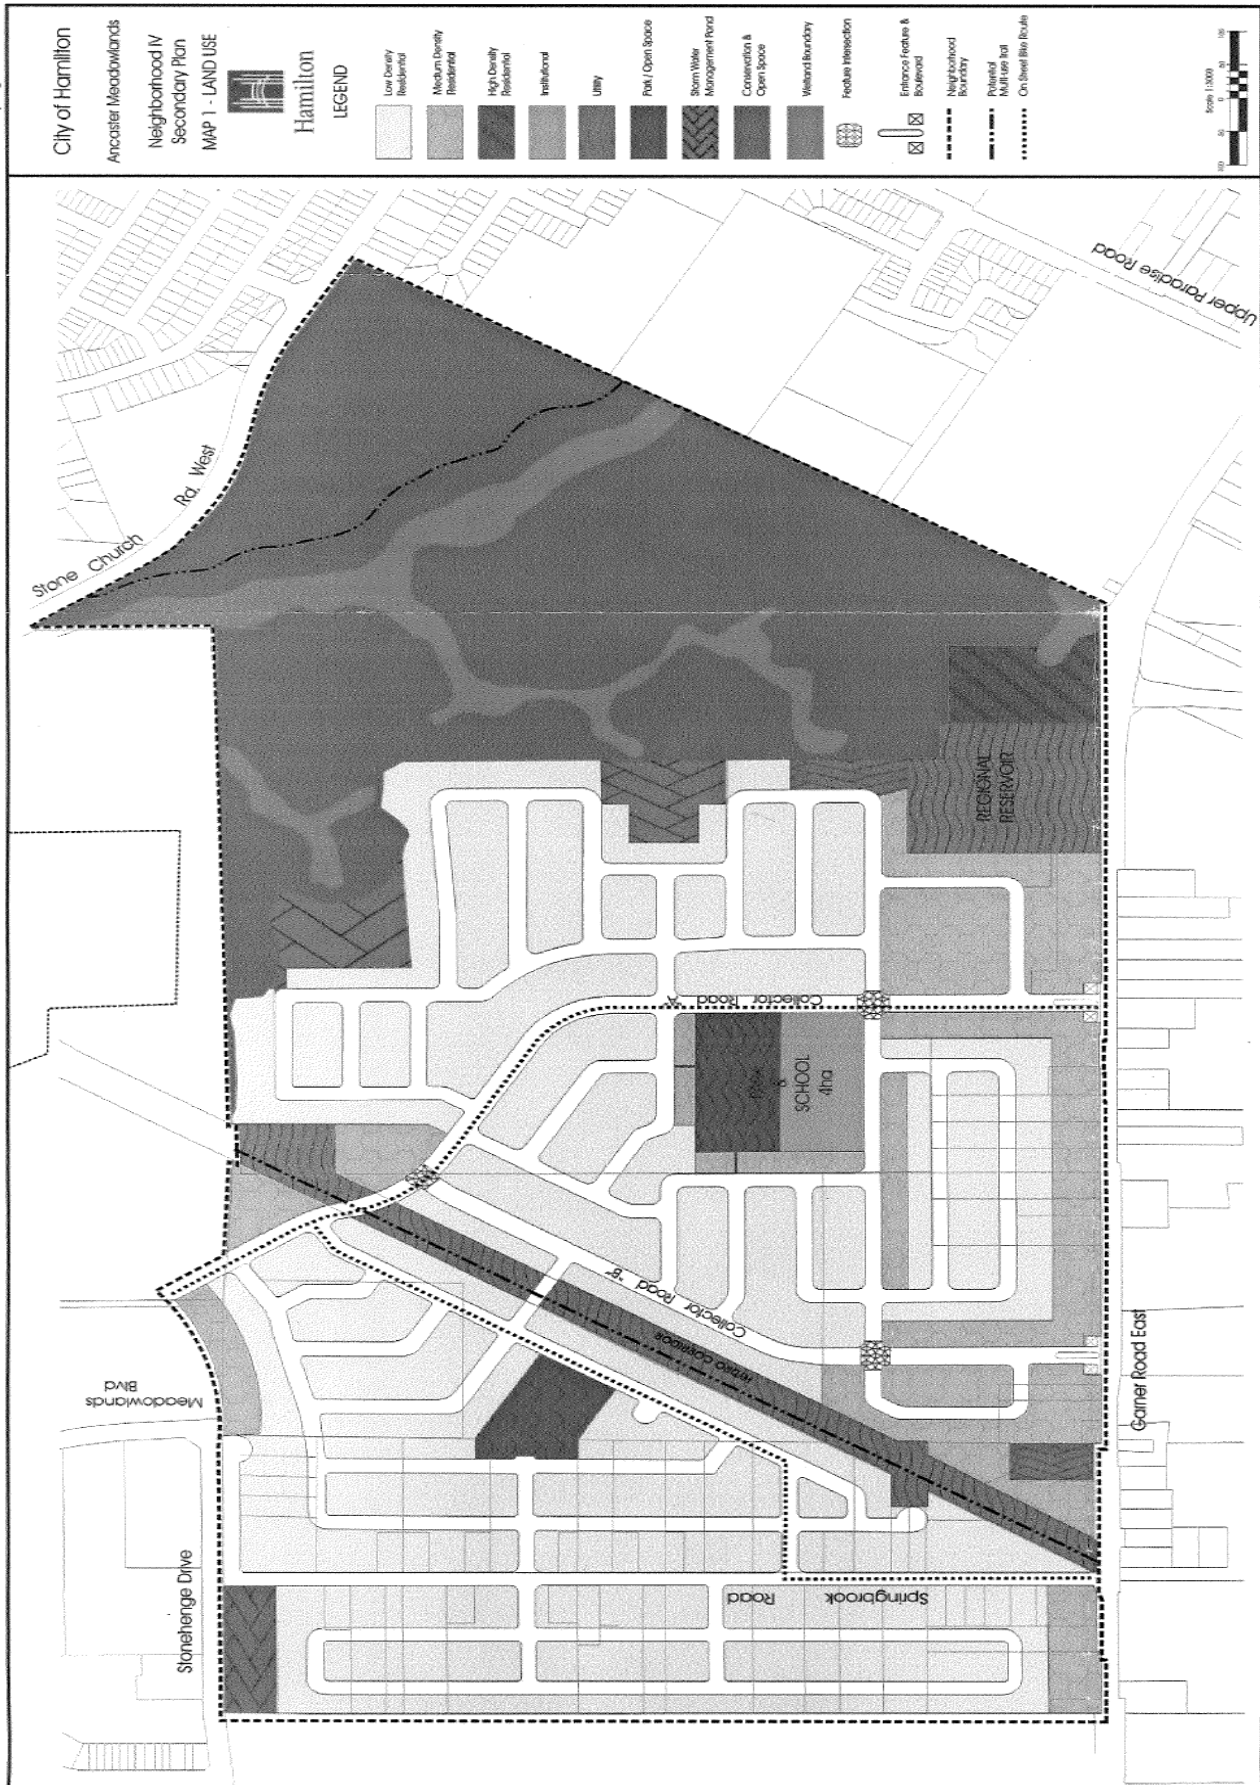 City of Hamilton
Ancaster Meadowlands
Neighborhood IV
Secondary Plan
MAP 1 - LAND USE
Hamilton
LEGEND
Low Density
Residential
Medium Density
Residential
High Density
Residential
Institutional
Utility
Park / Open Space
Storm Water
Management Pond
Conservation &
Open Space
Wetland Boundary
Feature Intersection
Entrance Feature &
Boulevard
Neighborhood
Boundary
Potential
Multi-use trail
On Street Bike Route
Scale 1:3000
Stone Church
Rd. West
Upper Paradise Road
REGIONAL
RESERVOIR
Collector Road "A"
&
SCHOOL
4ha
Collector Road "B"
HYDRO CORRIDOR
Meadowlands
Blvd
Garner Road East
Stonehenge Drive
Springbrook Road